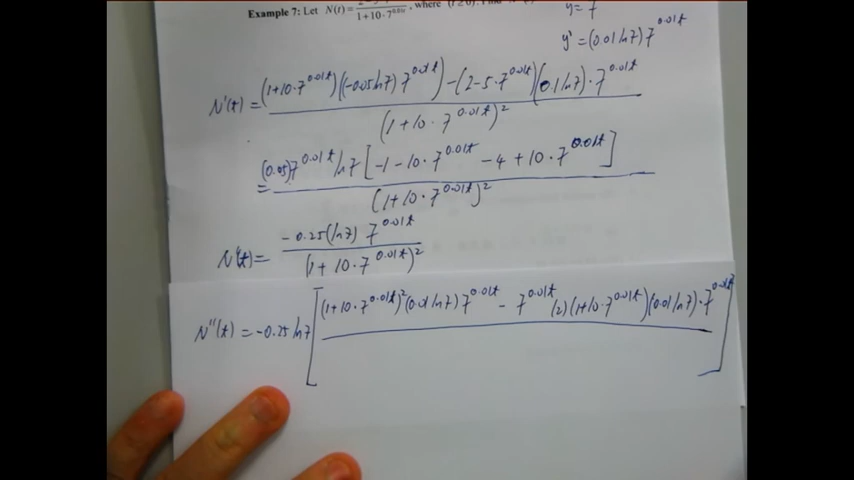 Example 7: Let N(t) = , where (t ≥ 0).
1+10·7^0.01t
y = 7
y' = (0.01 ln7) 7^0.01t
N'(t) = (1+10·7^0.01t)((-0.05 ln7) 7^0.01t) - (2-5·7^0.01t)(0.1 ln7)·7^0.01t
(1+10·7^0.01t)^2
= (0.05) 7^0.01t ln7 [-1-10·7^0.01t -4+10·7^0.01t]
(1+10·7^0.01t)^2
N'(t) = -0.25(ln7) 7^0.01t
(1+10·7^0.01t)^2
N''(t) = -0.25 ln7 [(1+10·7^0.01t)^2 (0.01 ln7) 7^0.01t - 7^0.01t (2)(1+10·7^0.01t)(0.01 ln7)·7^0.01t]